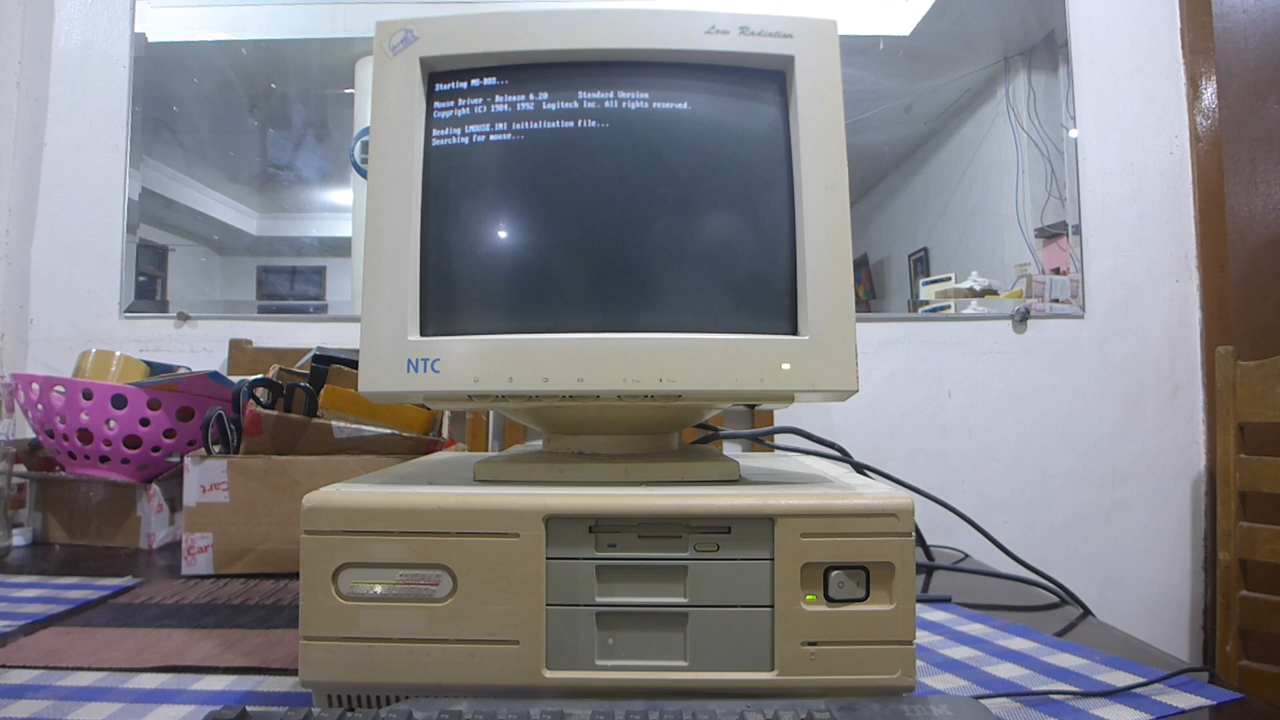 Low Radiation
Starting MS-DOS...
Mouse Driver - Release 6.20 Standard Version
Copyright (C) 1984, 1992 Logitech Inc. All rights reserved.
Reading LMOUSE.INI initialization file...
Searching for mouse...
NTC
cart
Car
IBM